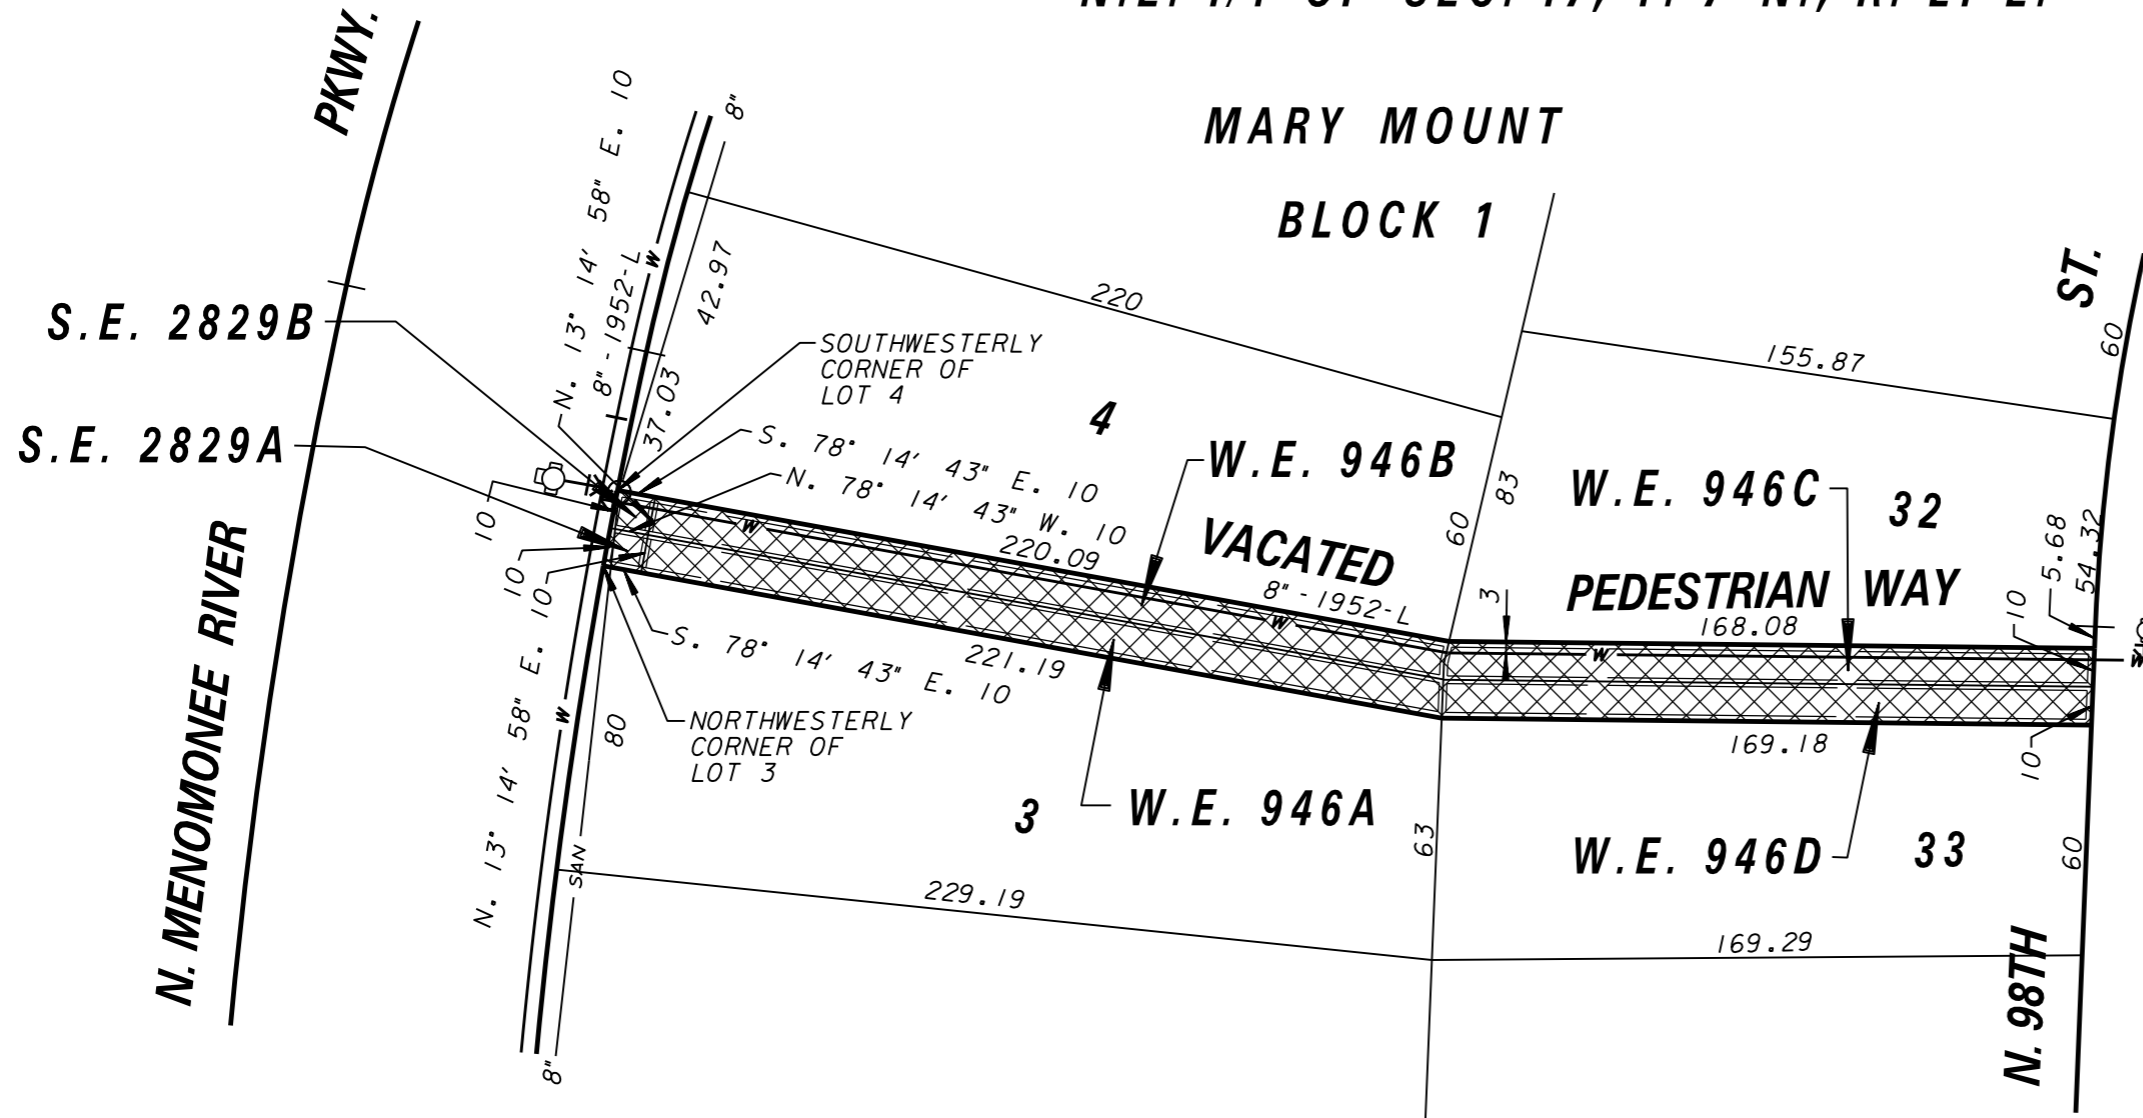 PKWY.
MARY MOUNT
BLOCK 1
8"
N. 13° 14' 58" E. 10
8"-1952-L
W
42.97
220
155.87
ST.
60
S.E. 2829B
S.E. 2829A
37.03
SOUTHWESTERLY
CORNER OF
LOT 4
4
S. 78° 14' 43" E. 10
N. 78° 14' 43" W. 10
W.E. 946B
W.E. 946C
32
83
60
10
10
W
220.09
VACATED
8"-1952-L
W
3
PEDESTRIAN WAY
168.08
W
10
5.68
54.32
W
N. MENOMONEE RIVER
N. 13° 14' 58" E. 10
W
S. 78° 14' 43" E. 10
221.19
80
NORTHWESTERLY
CORNER OF
LOT 3
3
W.E. 946A
63
169.18
10
W.E. 946D
33
60
SAN
229.19
169.29
N. 98TH
8"